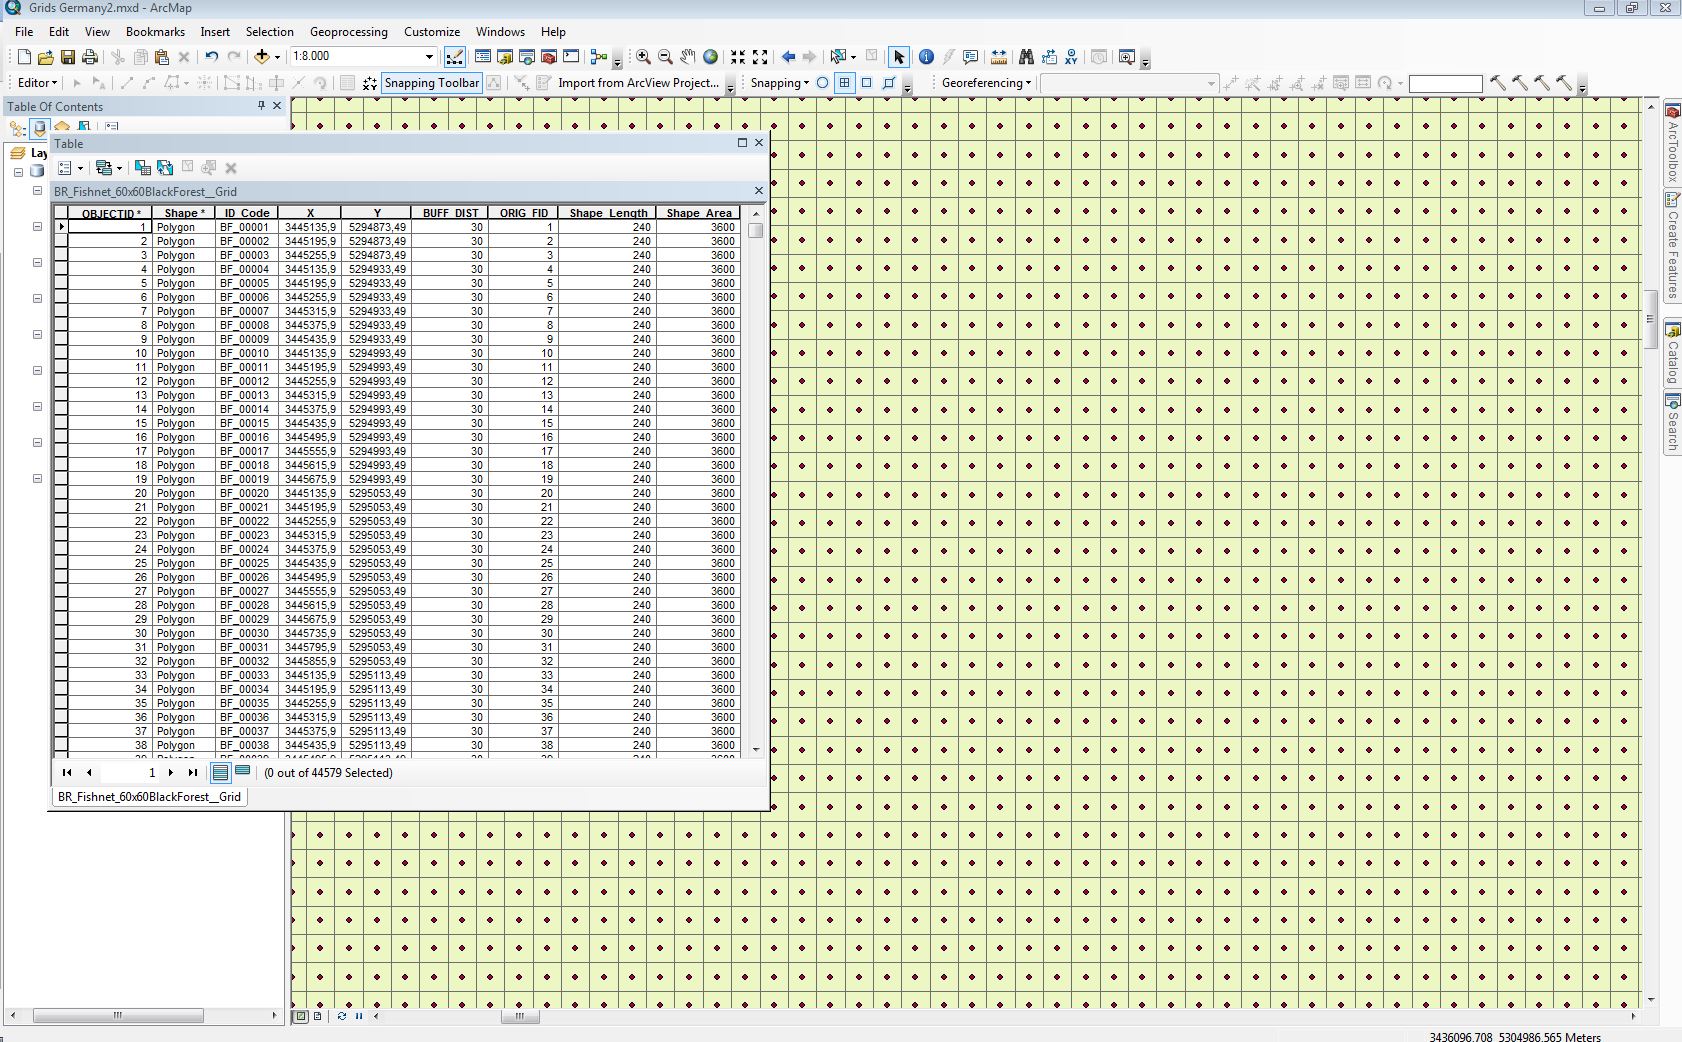 Grids Germany2.mxd - ArcMap
File Edit View Bookmarks Insert Selection Geoprocessing Customize Windows Help
1:8.000
Editor Snapping Toolbar Import from ArcView Project... Snapping Georeferencing
Table Of Contents
Lay
Table
BR_Fishnet_60x60BlackForest__Grid
OBJECTID * Shape * ID_Code X Y BUFF_DIST ORIG_FID Shape_Length Shape_Area
1 Polygon BF_00001 3445135,9 5294873,49 30 1 240 3600
2 Polygon BF_00002 3445195,9 5294873,49 30 2 240 3600
3 Polygon BF_00003 3445255,9 5294873,49 30 3 240 3600
4 Polygon BF_00004 3445135,9 5294933,49 30 4 240 3600
5 Polygon BF_00005 3445195,9 5294933,49 30 5 240 3600
6 Polygon BF_00006 3445255,9 5294933,49 30 6 240 3600
7 Polygon BF_00007 3445315,9 5294933,49 30 7 240 3600
8 Polygon BF_00008 3445375,9 5294933,49 30 8 240 3600
9 Polygon BF_00009 3445435,9 5294933,49 30 9 240 3600
10 Polygon BF_00010 3445135,9 5294993,49 30 10 240 3600
11 Polygon BF_00011 3445195,9 5294993,49 30 11 240 3600
12 Polygon BF_00012 3445255,9 5294993,49 30 12 240 3600
13 Polygon BF_00013 3445315,9 5294993,49 30 13 240 3600
14 Polygon BF_00014 3445375,9 5294993,49 30 14 240 3600
15 Polygon BF_00015 3445435,9 5294993,49 30 15 240 3600
16 Polygon BF_00016 3445495,9 5294993,49 30 16 240 3600
17 Polygon BF_00017 3445555,9 5294993,49 30 17 240 3600
18 Polygon BF_00018 3445615,9 5294993,49 30 18 240 3600
19 Polygon BF_00019 3445675,9 5294993,49 30 19 240 3600
20 Polygon BF_00020 3445135,9 5295053,49 30 20 240 3600
21 Polygon BF_00021 3445195,9 5295053,49 30 21 240 3600
22 Polygon BF_00022 3445255,9 5295053,49 30 22 240 3600
23 Polygon BF_00023 3445315,9 5295053,49 30 23 240 3600
24 Polygon BF_00024 3445375,9 5295053,49 30 24 240 3600
25 Polygon BF_00025 3445435,9 5295053,49 30 25 240 3600
26 Polygon BF_00026 3445495,9 5295053,49 30 26 240 3600
27 Polygon BF_00027 3445555,9 5295053,49 30 27 240 3600
28 Polygon BF_00028 3445615,9 5295053,49 30 28 240 3600
29 Polygon BF_00029 3445675,9 5295053,49 30 29 240 3600
30 Polygon BF_00030 3445735,9 5295053,49 30 30 240 3600
31 Polygon BF_00031 3445795,9 5295053,49 30 31 240 3600
32 Polygon BF_00032 3445855,9 5295053,49 30 32 240 3600
33 Polygon BF_00033 3445135,9 5295113,49 30 33 240 3600
34 Polygon BF_00034 3445195,9 5295113,49 30 34 240 3600
35 Polygon BF_00035 3445255,9 5295113,49 30 35 240 3600
36 Polygon BF_00036 3445315,9 5295113,49 30 36 240 3600
37 Polygon BF_00037 3445375,9 5295113,49 30 37 240 3600
38 Polygon BF_00038 3445435,9 5295113,49 30 38 240 3600
1 (0 out of 44579 Selected)
BR_Fishnet_60x60BlackForest__Grid
ArcToolbox
Create Features
Catalog
Search
3436096,708 5304986,565 Meters